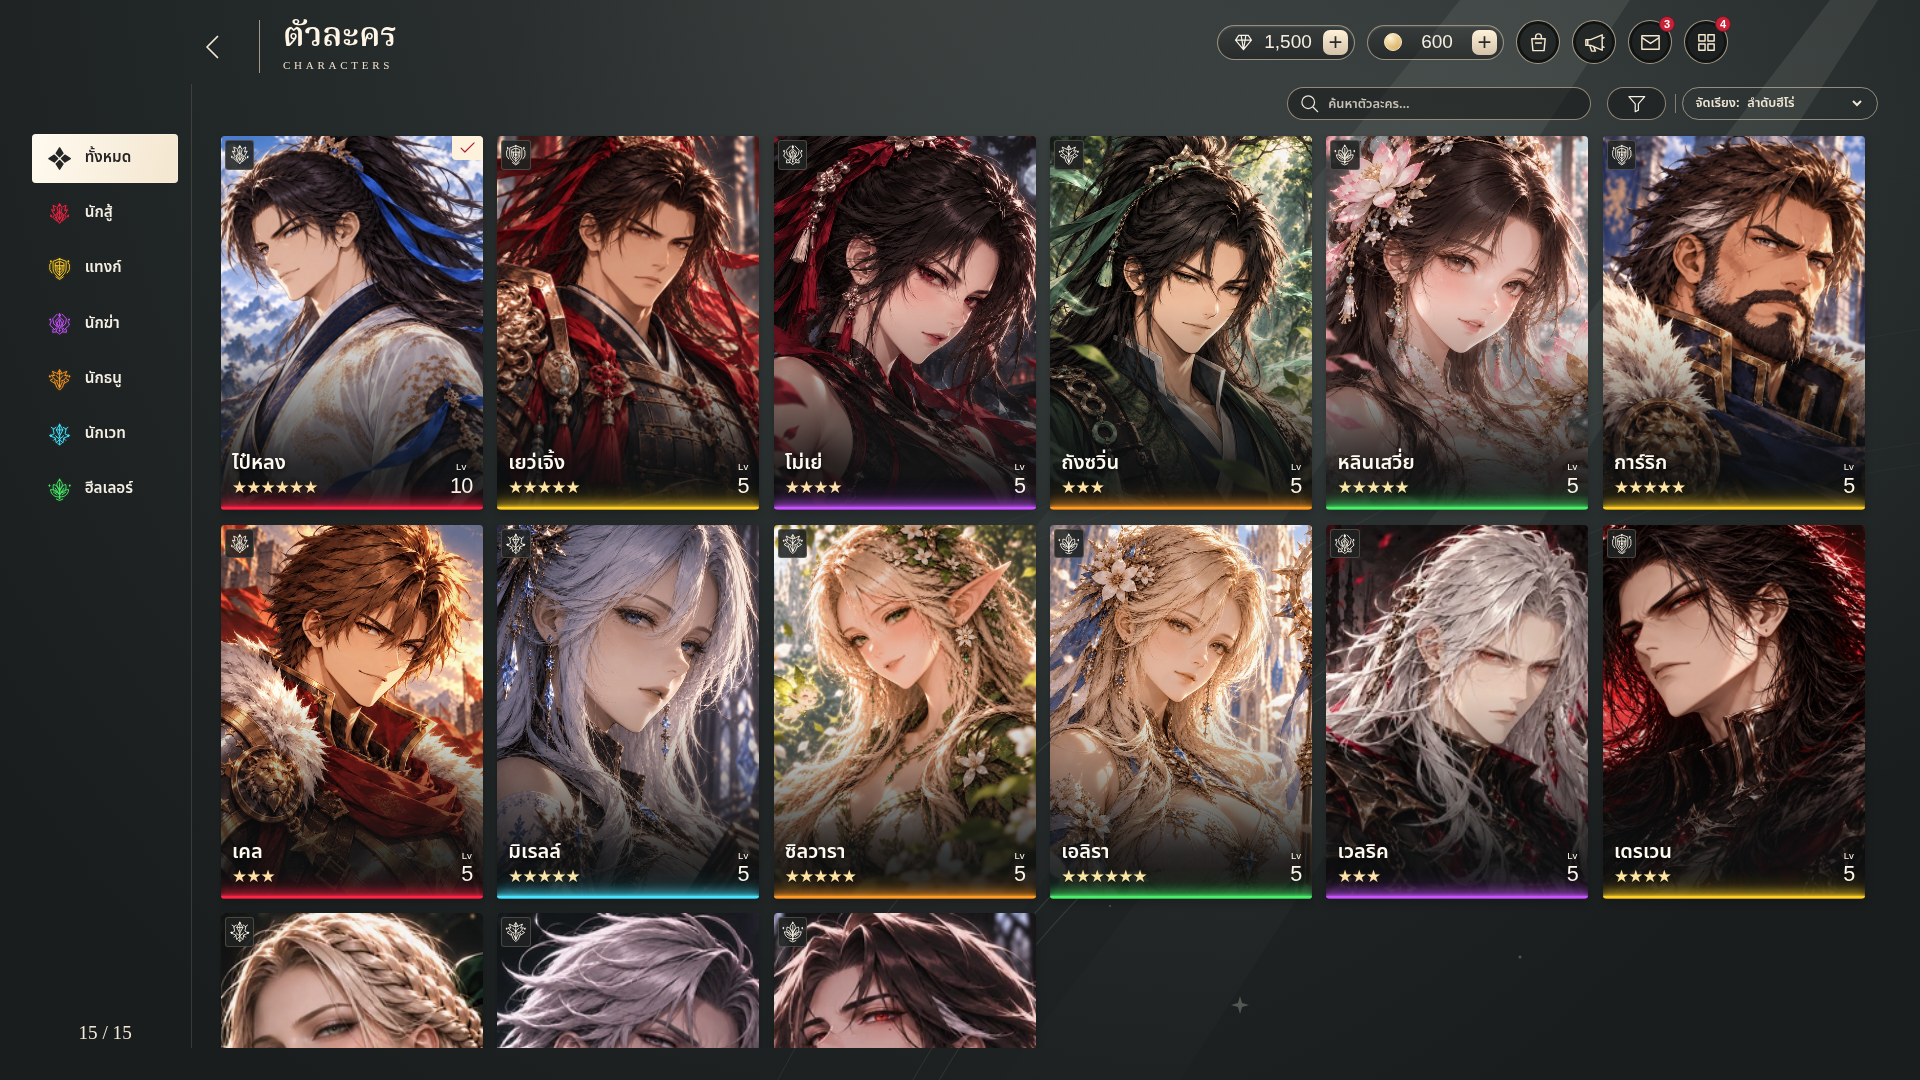 ตัวละคร
CHARACTERS
1,500
600
3
4
ค้นหาตัวละคร...
จัดเรียง: ลำดับฮีโร่
ทั้งหมด
นักสู้
แทงก์
นักฆ่า
นักธนู
นักเวท
ฮีลเลอร์
15 / 15
ไป๋หลง
Lv
10
เยว่เจิ้ง
Lv
5
โม่เย่
Lv
5
ถังซวิ่น
Lv
5
หลินเสวี่ย
Lv
5
การ์ริก
Lv
5
เคล
Lv
5
มิเรลล์
Lv
5
ซิลวารา
Lv
5
เอลิรา
Lv
5
เวลริค
Lv
5
เดรเวน
Lv
5